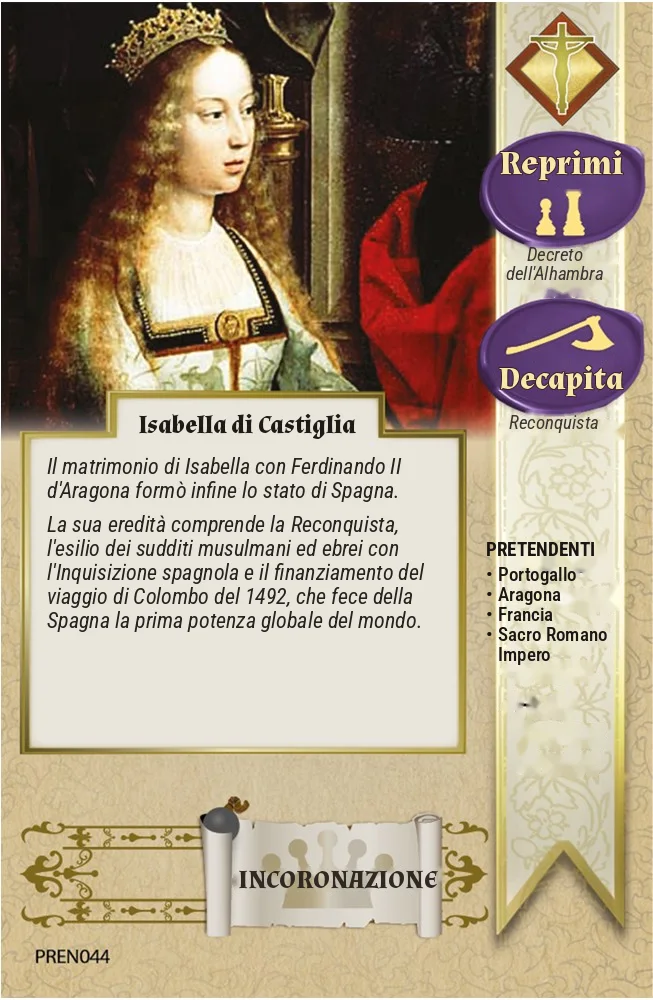 Reprimi
Decreto
dell'Alhambra
Decapita
Reconquista
Isabella di Castiglia
Il matrimonio di Isabella con Ferdinando II
d'Aragona formò infine lo stato di Spagna.
La sua eredità comprende la Reconquista,
l'esilio dei sudditi musulmani ed ebrei con
l'Inquisizione spagnola e il finanziamento del
viaggio di Colombo del 1492, che fece della
Spagna la prima potenza globale del mondo.
PRETENDENTI
• Portogallo
• Aragona
• Francia
• Sacro Romano
Impero
INCORONAZIONE
PREN044